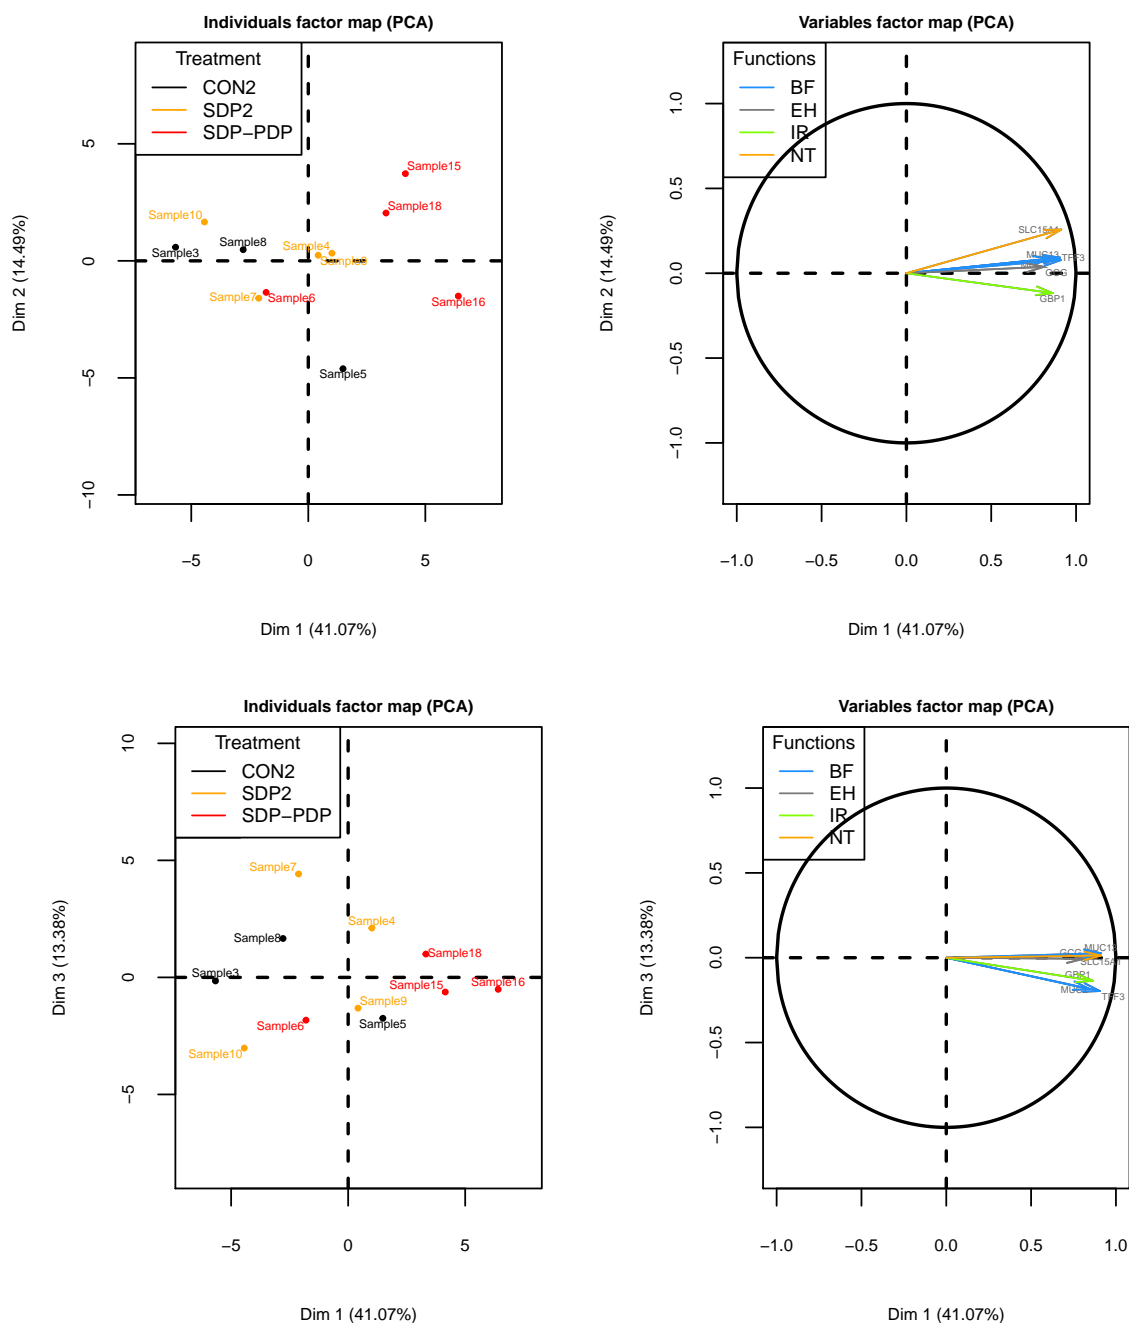 Individuals factor map (PCA)
Treatment
CON2
SDP2
SDP−PDP
5
0
−5
−10
Dim 2 (14.49%)
Sample15
Sample18
Sample10
Sample3
Sample8
Sample4
Sample9
Sample7
Sample6
Sample16
Sample5
−5
0
5
Dim 1 (41.07%)
Variables factor map (PCA)
Functions
BF
EH
IR
NT
1.0
0.5
0.0
−0.5
−1.0
Dim 2 (14.49%)
SLC15A1
MUC13
TFF3
GCG
GBP1
−1.0
−0.5
0.0
0.5
1.0
Dim 1 (41.07%)
Individuals factor map (PCA)
Treatment
CON2
SDP2
SDP−PDP
10
5
0
−5
Dim 3 (13.38%)
Sample7
Sample4
Sample8
Sample18
Sample3
Sample15
Sample16
Sample9
Sample6
Sample5
Sample10
−5
0
5
Dim 1 (41.07%)
Variables factor map (PCA)
Functions
BF
EH
IR
NT
1.0
0.5
0.0
−0.5
−1.0
Dim 3 (13.38%)
MUC13
GCG
SLC15A1
GBP1
TFF3
−1.0
−0.5
0.0
0.5
1.0
Dim 1 (41.07%)